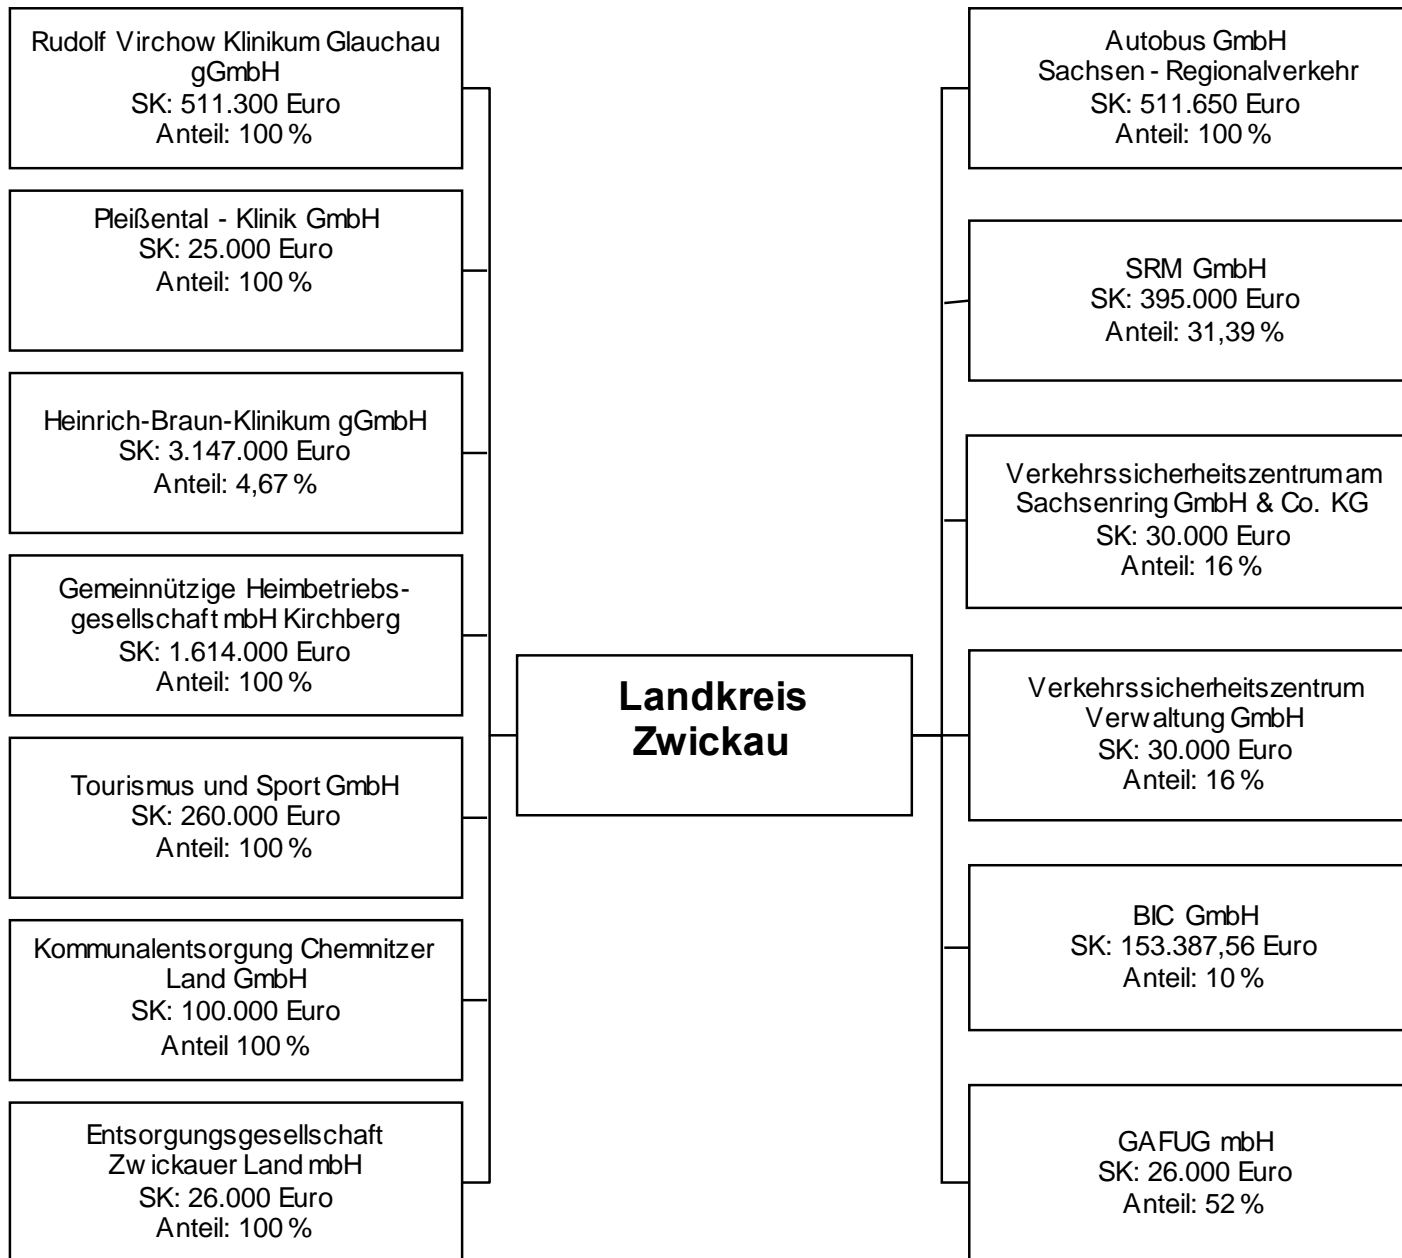 Rudolf Virchow Klinikum Glauchau
gGmbH
SK: 511.300 Euro
Anteil: 100 %
Pleißental - Klinik GmbH
SK: 25.000 Euro
Anteil: 100 %
Heinrich-Braun-Klinikum gGmbH
SK: 3.147.000 Euro
Anteil: 4,67 %
Gemeinnützige Heimbetriebs-
gesellschaft mbH Kirchberg
SK: 1.614.000 Euro
Anteil: 100 %
Tourismus und Sport GmbH
SK: 260.000 Euro
Anteil: 100 %
Kommunalentsorgung Chemnitzer
Land GmbH
SK: 100.000 Euro
Anteil 100 %
Entsorgungsgesellschaft
Zwickauer Land mbH
SK: 26.000 Euro
Anteil: 100 %
Landkreis
Zwickau
Autobus GmbH
Sachsen - Regionalverkehr
SK: 511.650 Euro
Anteil: 100 %
SRM GmbH
SK: 395.000 Euro
Anteil: 31,39 %
Verkehrssicherheitszentrum am
Sachsenring GmbH & Co. KG
SK: 30.000 Euro
Anteil: 16 %
Verkehrssicherheitszentrum
Verwaltung GmbH
SK: 30.000 Euro
Anteil: 16 %
BIC GmbH
SK: 153.387,56 Euro
Anteil: 10 %
GAFUG mbH
SK: 26.000 Euro
Anteil: 52 %